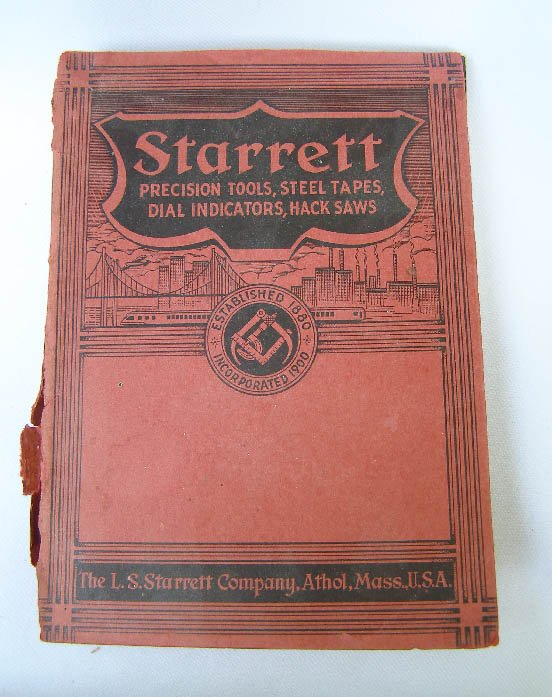 Starrett
PRECISION TOOLS, STEEL TAPES,
DIAL INDICATORS, HACK SAWS
ESTABLISHED 1880
INCORPORATED 1900
The L. S. Starrett Company, Athol, Mass., U.S.A.